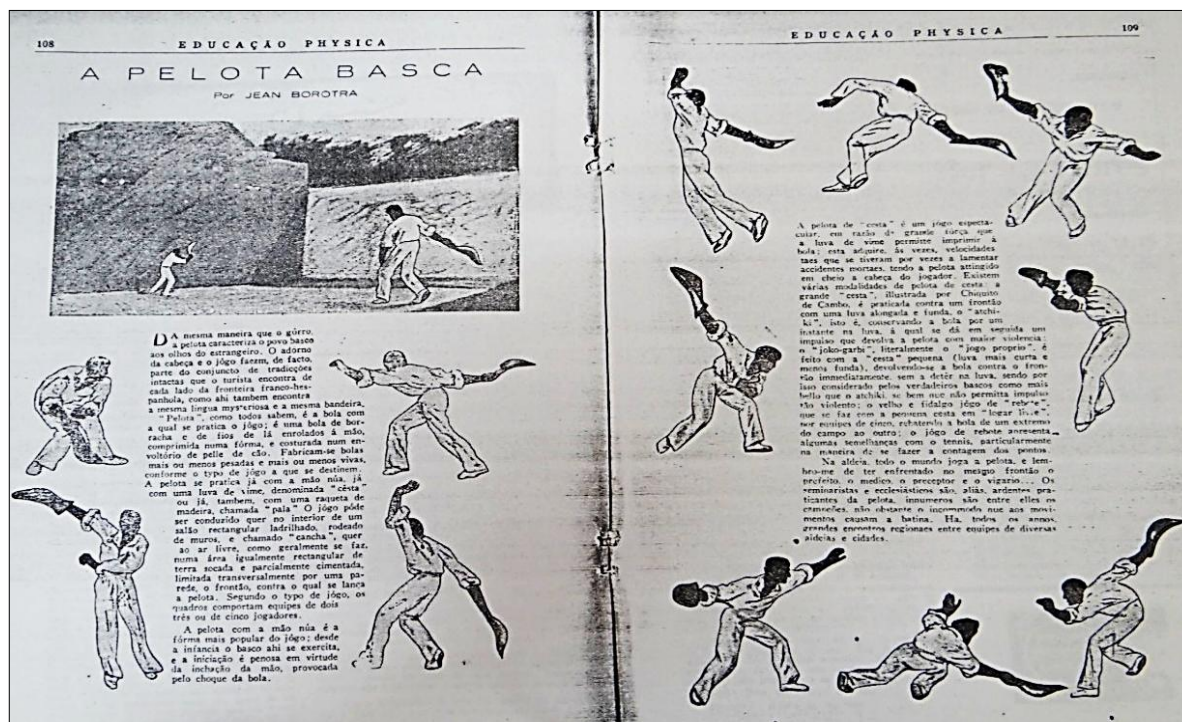 108
EDUCAÇÃO PHYSICA
A PELOTA BASCA
Por JEAN BOROTRA
DA mesma maneira que o gúrro,
a pelota caracteriza o povo basco
aos olhos do estrangeiro. O adorno
da cabeça e o jôgo fazem, de facto,
parte do conjuncto de tradicções
intactas que o turista encontra de
cada lado da fronteira franco-hes-
panhola, como ahi tambem encontra
a mesma lingua mysteriosa e a mesma bandeira.
"Pelota", como todos sabem, é a bola com
a qual se pratica o jôgo; é uma bola de bor-
racha e de fios de lã enrolados á mão,
comprimida numa fôrma, e costurada num en-
voltório de pelle de cão. Fabricam-se bolas
mais ou menos pesadas e mais ou menos vivas,
conforme o typo de jôgo a que se destinem.
A pelota se pratica já com a mão núa, já
com uma luva de vime, denominada "césta"
ou já, tambem, com uma raqueta de
madeira, chamada "pala" O jôgo póde
ser conduzido quer no interior de um
salão rectangular ladrilhado, rodeado
de muros, e chamado "cancha", quer
ao ar livre, como geralmente se faz,
numa área igualmente rectangular de
terra socada e parcialmente cimentada,
limitada transversalmente por uma pa-
rede, o frontão, contra o qual se lança
a pelota. Segundo o typo de jôgo, os
quadros comportam equipes de dois
três ou de cinco jogadores.
A pelota com a mão núa é a
fórma mais popular do jôgo; desde
a infancia o basco ahi se exercita,
e a iniciação é penosa em virtude
da inchação da mão, provocada
pelo choque da bola.
EDUCAÇÃO PHYSICA
109
A pelota de "cesta" é um jôgo espectá-
cular, em razão da grande fôrça que
a luva de vime permitte imprimir à
bola; esta adquire, ás vezes, velocidades
taes que se tiveram por vezes a lamentar
accidentes mortaes, tendo a pelota attingido
em cheio a cabeça do jogador. Existem
várias modalidades de pelota de cesta: a
grande "cesta", illustrada por Chiquito
de Cambo, é praticada contra um frontão
com uma luva alongada e funda, o "atchi-
ki", isto é, conservando a bola por um
instante na luva, á qual se dá em seguida um
impulso que devolva a pelota com maior violencia;
o "joko-garbi", literalmente o "jogo proprio", é
feito com a "cesta" pequena (luva mais curta e
menos funda), devolvendo-se a bola contra o fron-
tão immediatamente, sem a detêr na luva, sendo por
isso considerado pelos verdadeiros bascos como mais
bello que o atchiki, se bem que não permitta impulso
tão violento; o velho e fidalgo jôgo de "rebote",
que se faz com a pequena cesta em "logar livre",
por equipes de cinco, rebatendo a bola de um extremo
do campo ao outro; o jôgo de rebote apresenta
algumas semelhanças com o tennis, particularmente
na maneira de se fazer a contagem dos pontos.
Na aldeia, todo o mundo joga a pelota, e lem-
bro-me de ter enfrentado no mesmo frontão o
prefeito, o medico, o preceptor e o vigario... Os
seminaristas e ecclesiásticos são, aliás, ardentes pra-
ticantes da pelota, innumeros são entre elles os
campeões, não obstante o incommodo que aos movi-
mentos causam a batina. Ha, todos os annos,
grandes encontros regionaes entre equipes de diversas
aldeias e cidades.